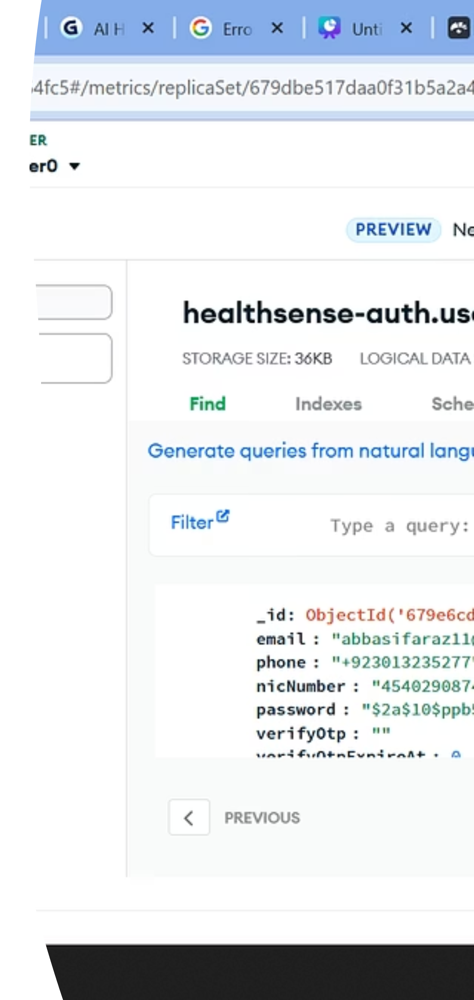 AI H
Erro
Unti
4fc5#/metrics/replicaSet/679dbe517daa0f31b5a2a4
ER
er0
PREVIEW
healthsense-auth.us
STORAGE SIZE: 36KB LOGICAL DATA
Find Indexes Sche
Generate queries from natural lang
Filter Type a query:
_id: ObjectId('679e6cd
email : "abbasifaraz11@
phone : "+923013235277"
nicNumber : "4540290874
password : "$2a$10$ppb
verifyOtp : ""
verifyOtpExpireAt : 0
PREVIOUS